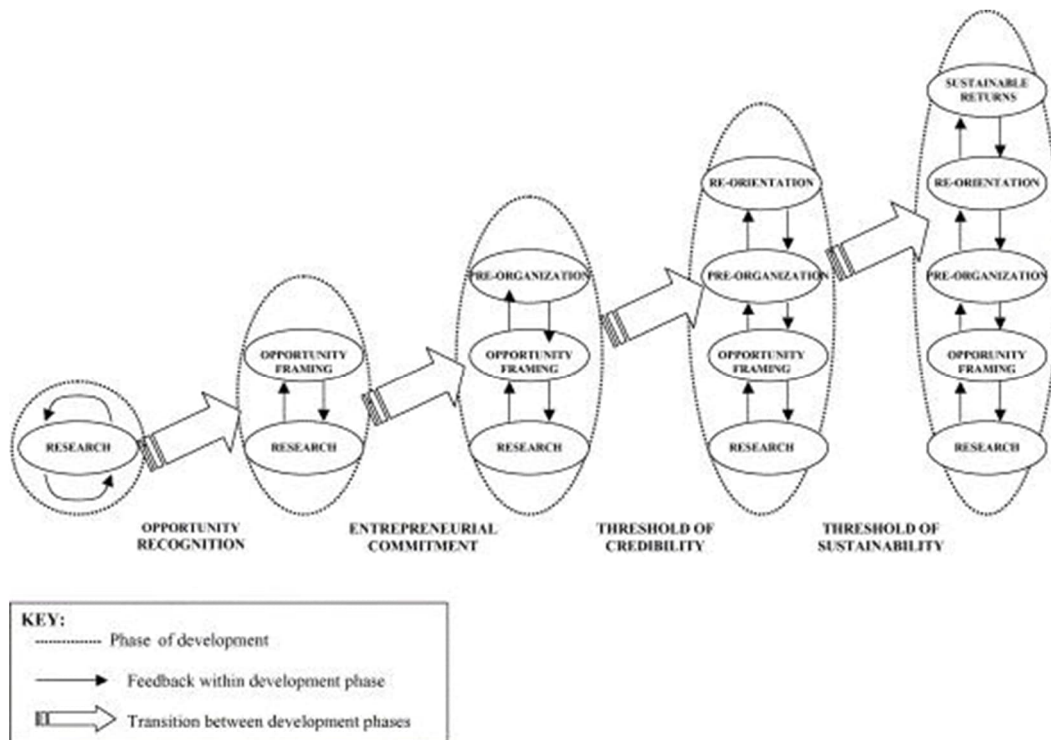 SUSTAINABLE
RETURNS
RE-ORIENTATION
RE-ORIENTATION
PRE-ORGANIZATION
PRE-ORGANIZATION
PRE-ORGANIZATION
OPPORTUNITY
FRAMING
OPPORTUNITY
FRAMING
OPPORTUNITY
FRAMING
OPPORUNITY
FRAMING
RESEARCH
RESEARCH
RESEARCH
RESEARCH
RESEARCH
OPPORTUNITY
RECOGNITION
ENTREPRENEURIAL
COMMITMENT
THRESHOLD OF
CREDIBILITY
THRESHOLD OF
SUSTAINABILITY
KEY:
Phase of development
Feedback within development phase
Transition between development phases